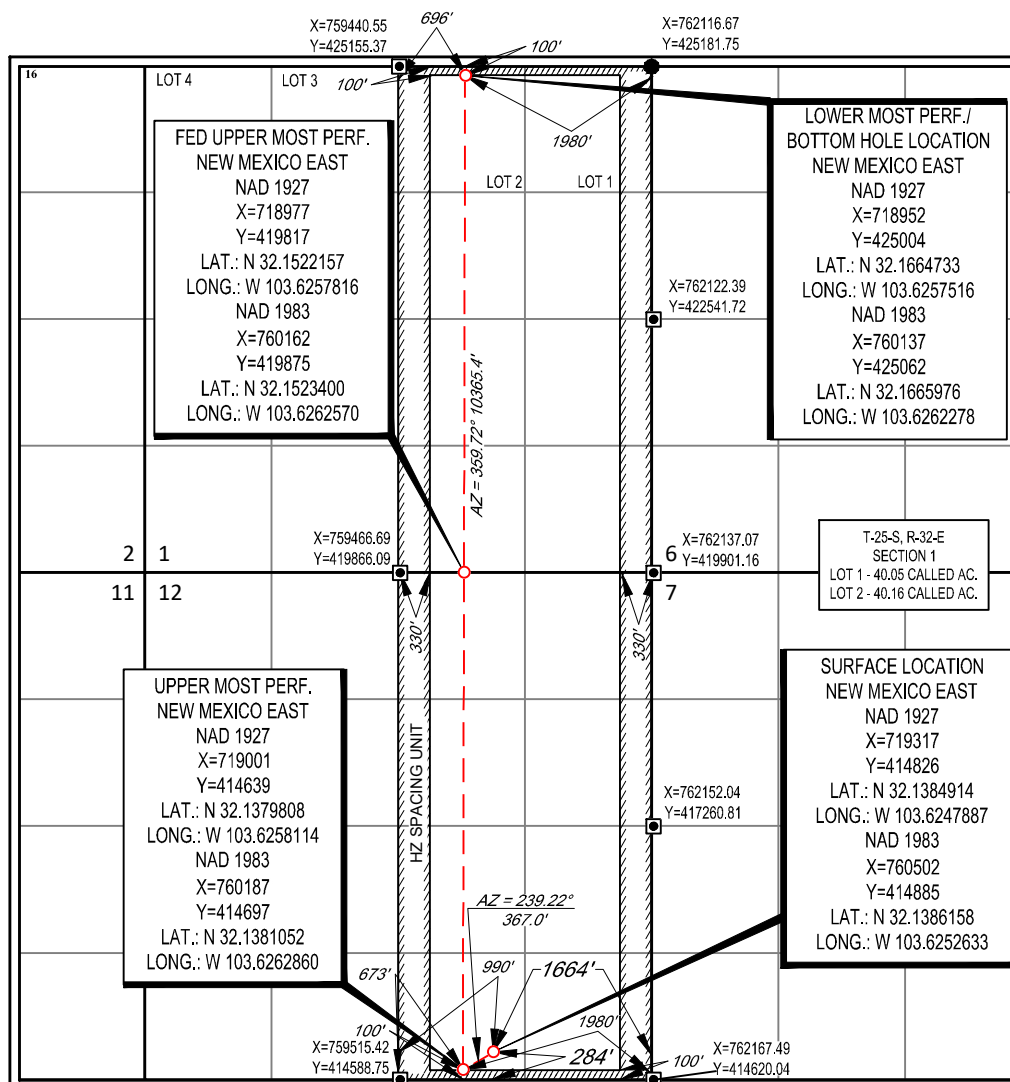 X=759440.55
Y=425155.37
696'
100'
X=762116.67
Y=425181.75
16
LOT 4
LOT 3
100'
1980'
LOT 2
LOT 1
FED UPPER MOST PERF.
NEW MEXICO EAST
NAD 1927
X=718977
Y=419817
LAT.: N 32.1522157
LONG.: W 103.6257816
NAD 1983
X=760162
Y=419875
LAT.: N 32.1523400
LONG.: W 103.6262570
LOWER MOST PERF./
BOTTOM HOLE LOCATION
NEW MEXICO EAST
NAD 1927
X=718952
Y=425004
LAT.: N 32.1664733
LONG.: W 103.6257516
NAD 1983
X=760137
Y=425062
LAT.: N 32.1665976
LONG.: W 103.6262278
X=762122.39
Y=422541.72
AZ = 359.72° 10365.4'
X=759466.69
Y=419866.09
2 1
11 12
6
7
X=762137.07
Y=419901.16
T-25-S, R-32-E
SECTION 1
LOT 1 - 40.05 CALLED AC.
LOT 2 - 40.16 CALLED AC.
330'
330'
UPPER MOST PERF.
NEW MEXICO EAST
NAD 1927
X=719001
Y=414639
LAT.: N 32.1379808
LONG.: W 103.6258114
NAD 1983
X=760187
Y=414697
LAT.: N 32.1381052
LONG.: W 103.6262860
HZ SPACING UNIT
SURFACE LOCATION
NEW MEXICO EAST
NAD 1927
X=719317
Y=414826
LAT.: N 32.1384914
LONG.: W 103.6247887
NAD 1983
X=760502
Y=414885
LAT.: N 32.1386158
LONG.: W 103.6252633
X=762152.04
Y=417260.81
AZ = 239.22°
367.0'
673'
990'
1664'
100'
1980'
284'
100'
X=759515.42
Y=414588.75
X=762167.49
Y=414620.04